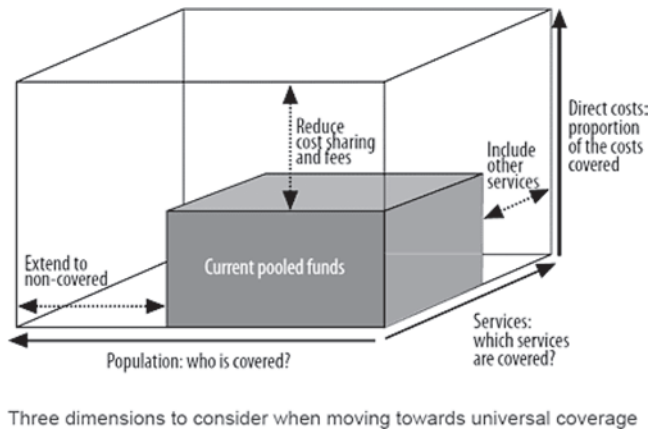 Reduce
cost sharing
and fees
Include
other
services
Direct costs:
proportion
of the costs
covered
Extend to
non-covered
Current pooled funds
Population: who is covered?
Services:
which services
are covered?
Three dimensions to consider when moving towards universal coverage